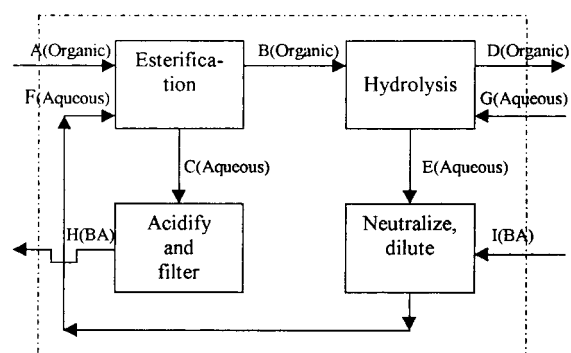 A(Organic)
Esterifica-
tion
B(Organic)
Hydrolysis
D(Organic)
F(Aqueous)
G(Aqueous)
C(Aqueous)
E(Aqueous)
H(BA)
Acidify
and
filter
Neutralize,
dilute
I(BA)